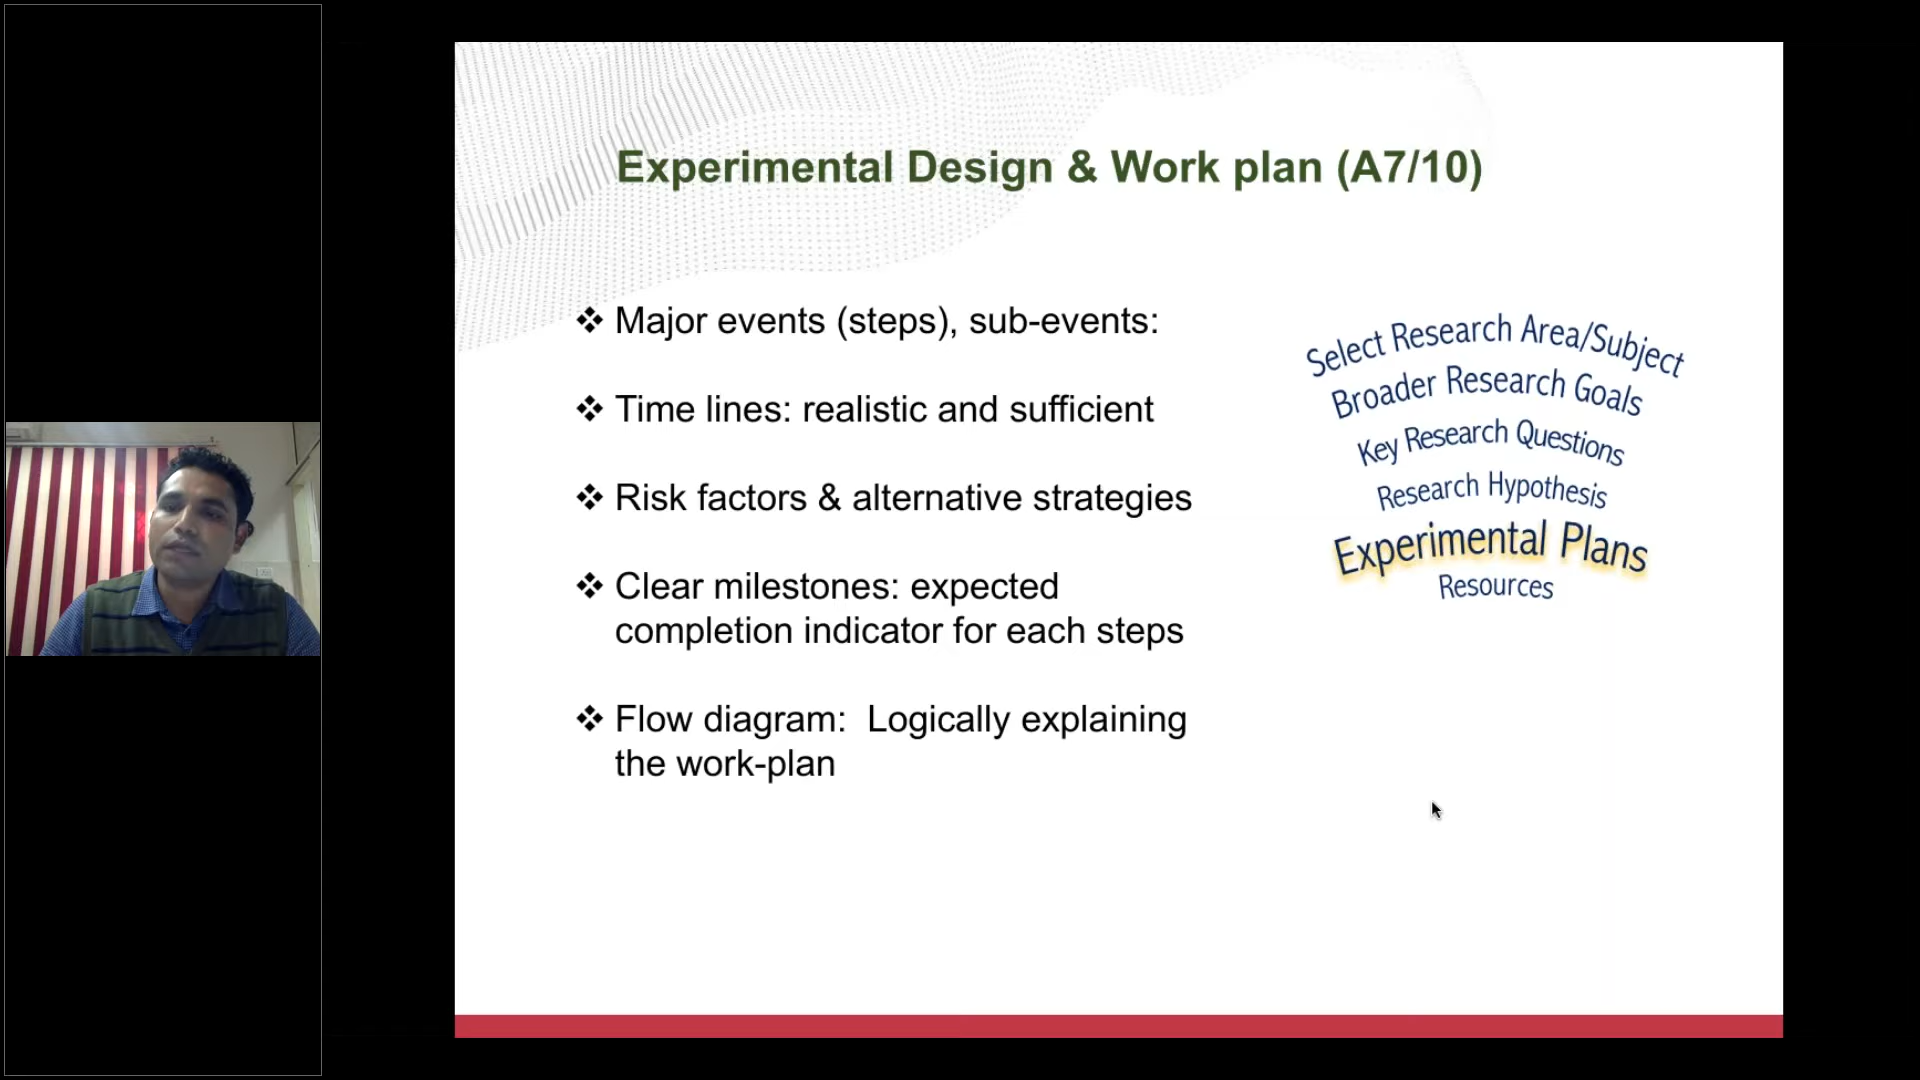 Experimental Design & Work plan (A7/10)
❖ Major events (steps), sub-events:
❖ Time lines: realistic and sufficient
❖ Risk factors & alternative strategies
❖ Clear milestones: expected
completion indicator for each steps
❖ Flow diagram:  Logically explaining
the work-plan
Select Research Area/Subject
Broader Research Goals
Key Research Questions
Research Hypothesis
Experimental Plans
Resources